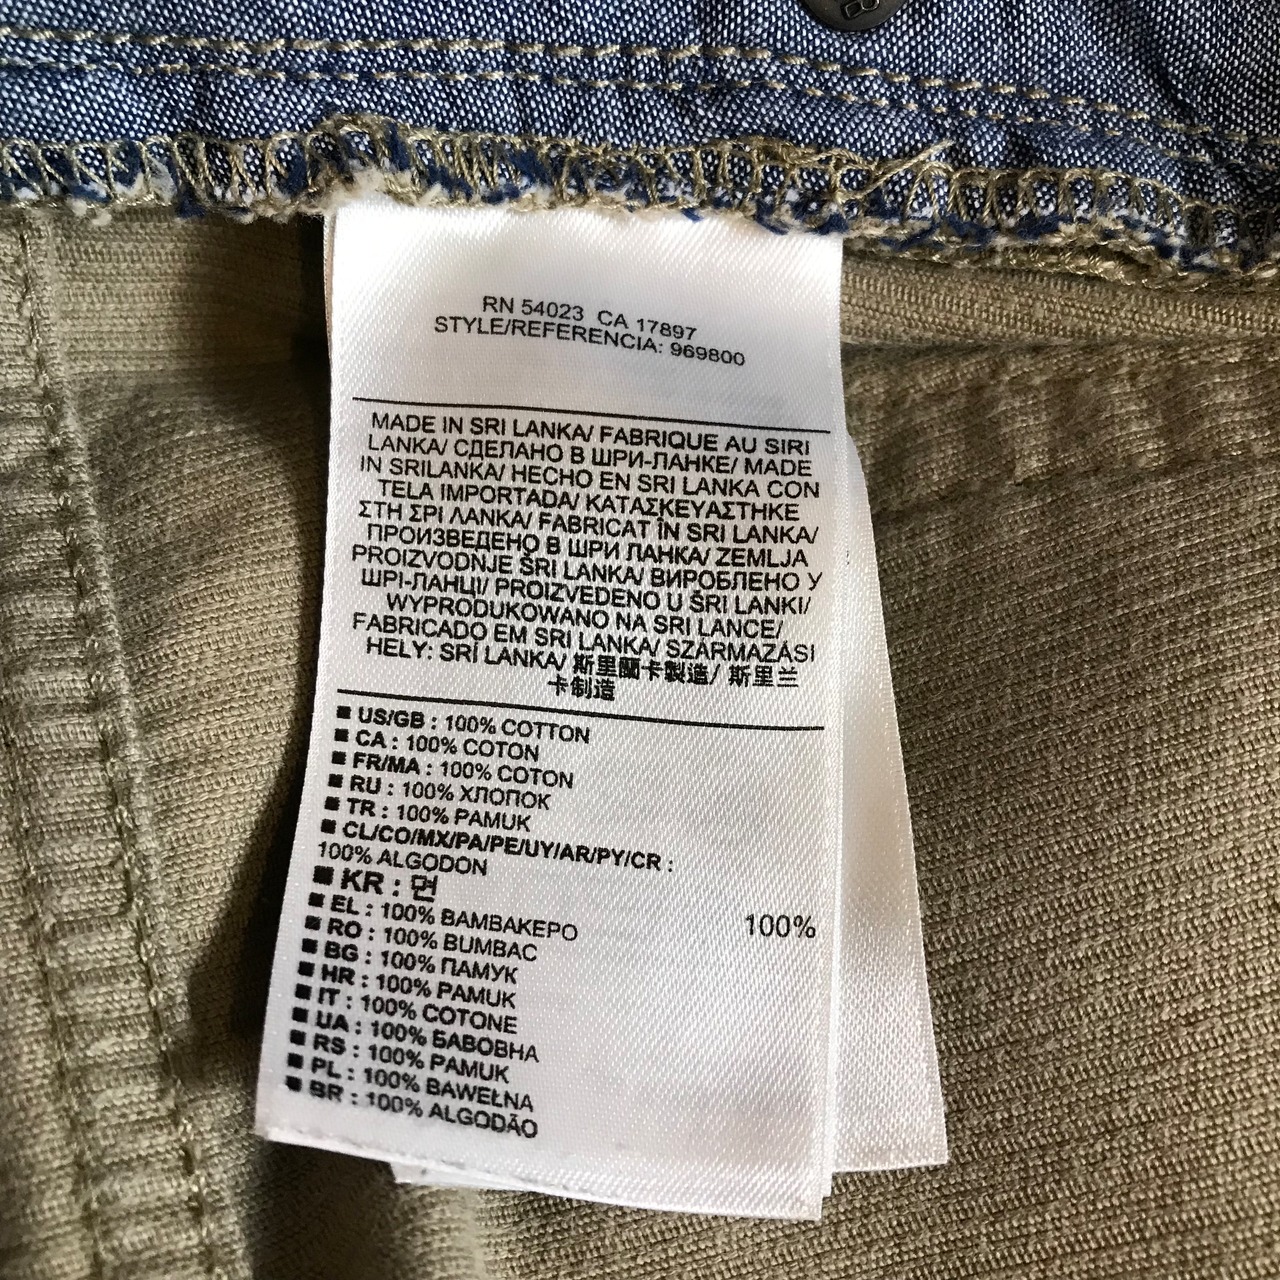 B
RN 54023 CA 17897
STYLE/REFERENCIA: 969800
MADE IN SRI LANKA/ FABRIQUE AU SIRI
LANKA/ СДЕЛАНО В ШРИ-ЛАНКЕ/ MADE
IN SRILANKA/ HECHO EN SRI LANKA CON
TELA IMPORTADA/ ΚΑΤΑΣΚΕΥΑΣΤΗΚΕ
ΣΤΗ ΣΡΙ ΛΑΝΚΑ/ FABRICAT ÎN SRI LANKA/
ПРОИЗВЕДЕНО В ШРИ ЛАНКА/ ZEMLJA
PROIZVODNJE ŠRI LANKA/ ВИРОБЛЕНО У
ШРІ-ЛАНЦІ/ PROIZVEDENO U ŠRI LANKI/
WYPRODUKOWANO NA SRI LANCE/
FABRICADO EM SRI LANKA/ SZÁRMAZÁSI
HELY: SRÍ LANKA/ 斯里蘭卡製造/ 斯里兰
卡制造
■ US/GB : 100% COTTON
■ CA : 100% COTON
■ FR/MA : 100% COTON
■ RU : 100% ХЛОПОК
■ TR : 100% PAMUK
■ CL/CO/MX/PA/PE/UY/AR/PY/CR :
100% ALGODON
■ KR : 면 100%
■ EL : 100% ΒΑΜΒΑΚΕΡΟ
■ RO : 100% BUMBAC
■ BG : 100% ПАМУК
■ HR : 100% PAMUK
■ IT : 100% COTONE
■ UA : 100% БАВОВНА
■ RS : 100% PAMUK
■ PL : 100% BAWEŁNA
■ BR : 100% ALGODÃO